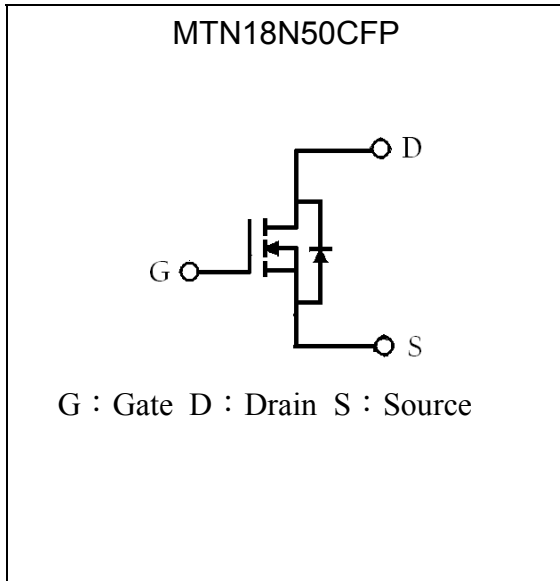 MTN18N50CFP
D
G
S
G：Gate D：Drain S：Source